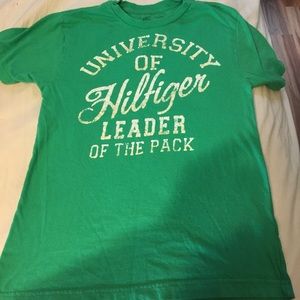 UNIVERSITY
OF
Hilfiger
LEADER
OF THE PACK